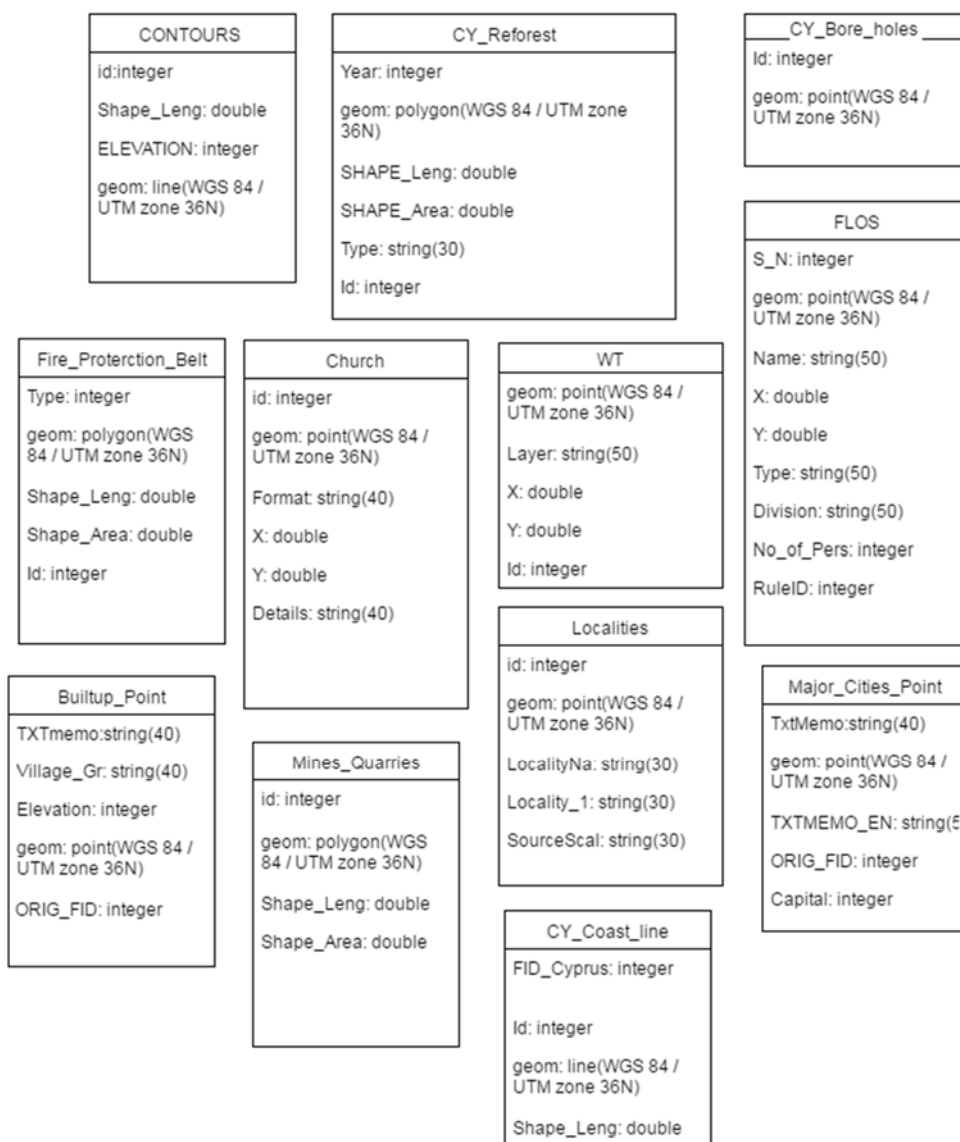 CONTOURS
id:integer
Shape_Leng: double
ELEVATION: integer
geom: line(WGS 84 /
UTM zone 36N)
CY_Reforest
Year: integer
geom: polygon(WGS 84 / UTM zone
36N)
SHAPE_Leng: double
SHAPE_Area: double
Type: string(30)
Id: integer
CY_Bore_holes
Id: integer
geom: point(WGS 84 /
UTM zone 36N)
FLOS
S_N: integer
geom: point(WGS 84 /
UTM zone 36N)
Name: string(50)
X: double
Y: double
Type: string(50)
Division: string(50)
No_of_Pers: integer
RuleID: integer
Fire_Proterction_Belt
Type: integer
geom: polygon(WGS
84 / UTM zone 36N)
Shape_Leng: double
Shape_Area: double
Id: integer
Church
id: integer
geom: point(WGS 84 /
UTM zone 36N)
Format: string(40)
X: double
Y: double
Details: string(40)
WT
geom: point(WGS 84 /
UTM zone 36N)
Layer: string(50)
X: double
Y: double
Id: integer
Localities
id: integer
geom: point(WGS 84 /
UTM zone 36N)
LocalityNa: string(30)
Locality_1: string(30)
SourceScal: string(30)
Builtup_Point
TXTmemo:string(40)
Village_Gr: string(40)
Elevation: integer
geom: point(WGS 84 /
UTM zone 36N)
ORIG_FID: integer
Mines_Quarries
id: integer
geom: polygon(WGS
84 / UTM zone 36N)
Shape_Leng: double
Shape_Area: double
Major_Cities_Point
TxtMemo:string(40)
geom: point(WGS 84 /
UTM zone 36N)
TXTMEMO_EN: string(5
ORIG_FID: integer
Capital: integer
CY_Coast_line
FID_Cyprus: integer
Id: integer
geom: line(WGS 84 /
UTM zone 36N)
Shape_Leng: double